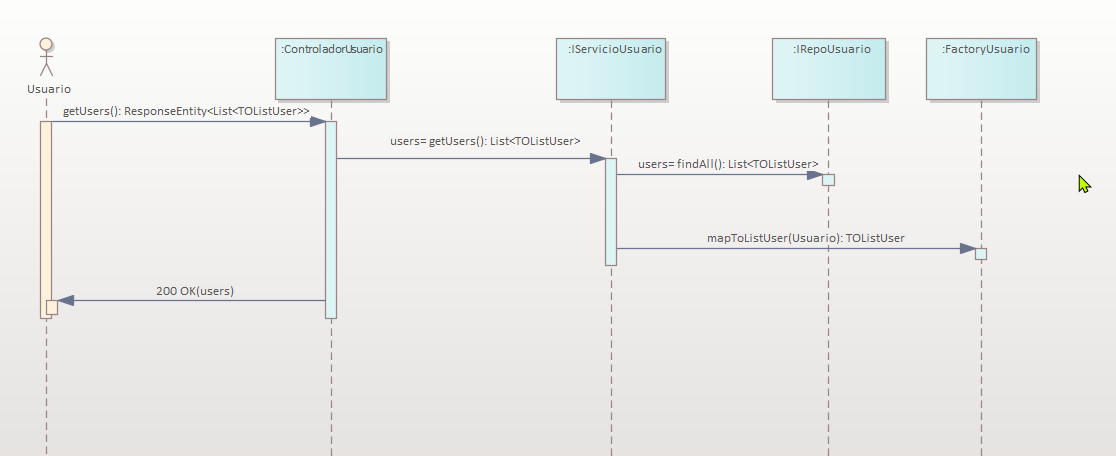 :ControladorUsuario
:IServicioUsuario
:IRepoUsuario
:FactoryUsuario
Usuario
getUsers(): ResponseEntity<List<TOListUser>>
users= getUsers(): List<TOListUser>
users= findAll(): List<TOListUser>
mapToListUser(Usuario): TOListUser
200 OK(users)